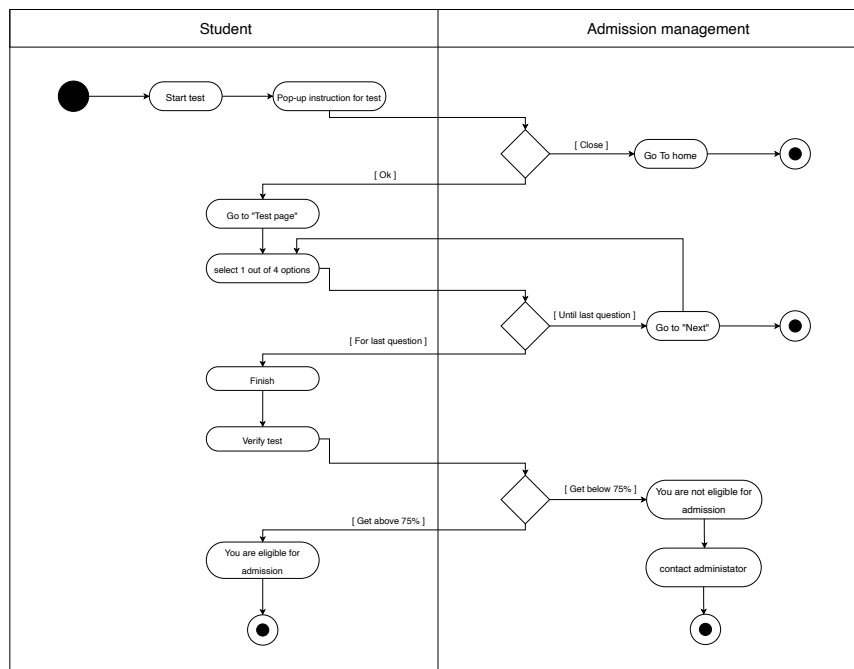 Student
Admission management
Start test
Pop-up instruction for test
[ Close ]
Go To home
[ Ok ]
Go to "Test page"
select 1 out of 4 options
[ Until last question ]
Go to "Next"
[ For last question ]
Finish
Verify test
[ Get below 75% ]
You are not eligible for
admission
[ Get above 75% ]
You are eligible for
admission
contact administator